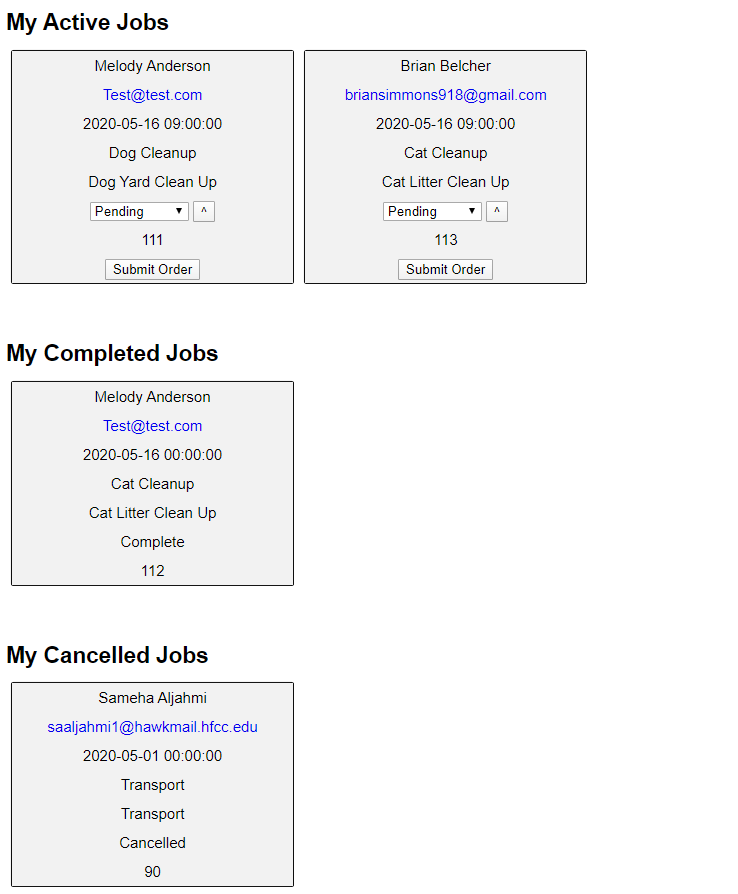 My Active Jobs
Melody Anderson
Test@test.com
2020-05-16 09:00:00
Dog Cleanup
Dog Yard Clean Up
Pending ▼ ^
111
Submit Order
Brian Belcher
briansimmons918@gmail.com
2020-05-16 09:00:00
Cat Cleanup
Cat Litter Clean Up
Pending ▼ ^
113
Submit Order
My Completed Jobs
Melody Anderson
Test@test.com
2020-05-16 00:00:00
Cat Cleanup
Cat Litter Clean Up
Complete
112
My Cancelled Jobs
Sameha Aljahmi
saaljahmi1@hawkmail.hfcc.edu
2020-05-01 00:00:00
Transport
Transport
Cancelled
90